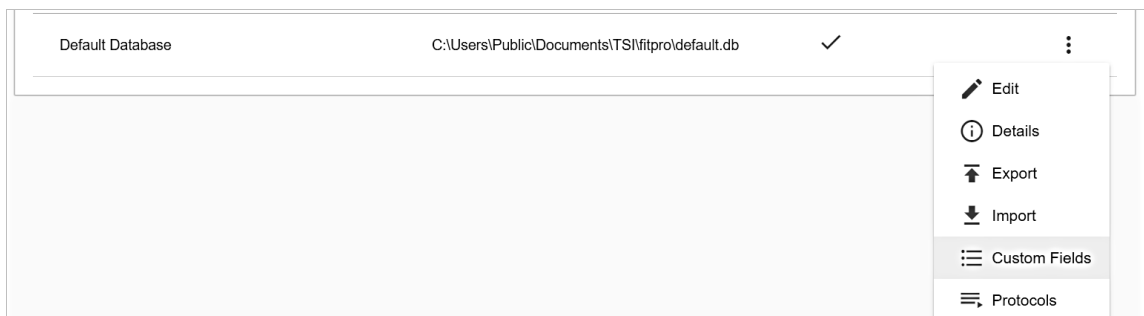 Default Database C:\Users\Public\Documents\TSI\fitpro\default.db
Edit
Details
Export
Import
Custom Fields
Protocols